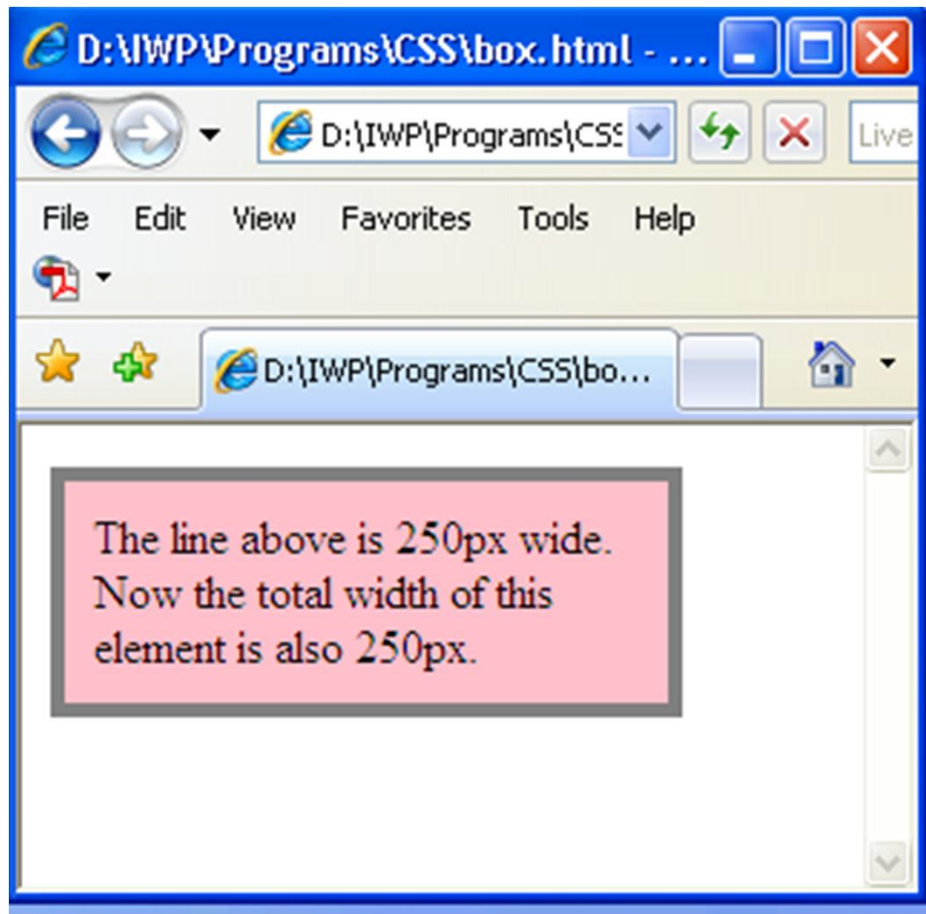 D:\IWP\Programs\CSS\box.html - ...
D:\IWP\Programs\CSS
Live
File Edit View Favorites Tools Help
D:\IWP\Programs\CSS\bo...
The line above is 250px wide.
Now the total width of this
element is also 250px.